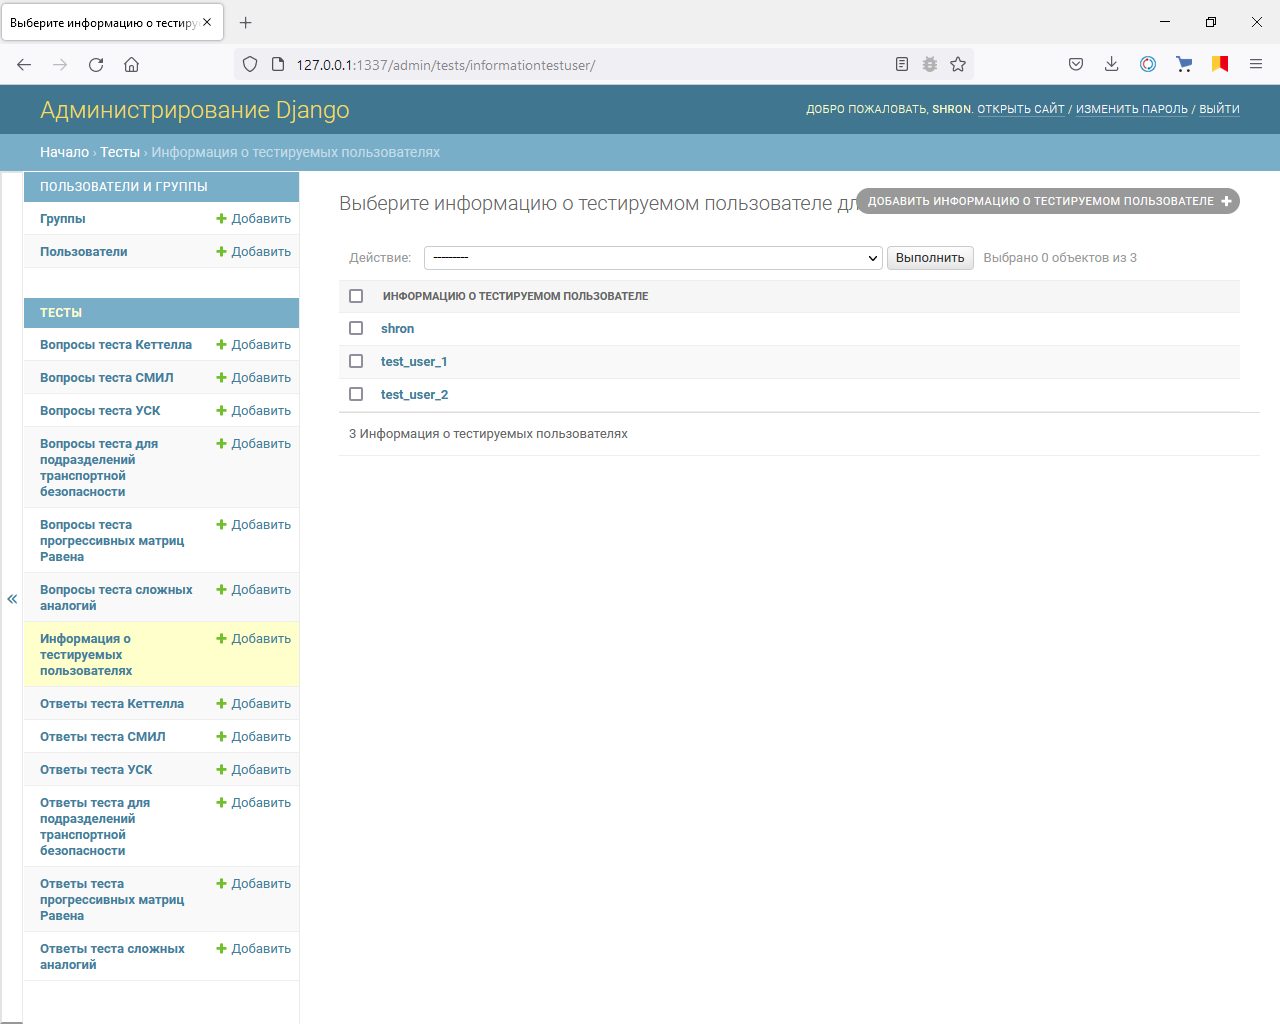 Выберите информацию о тестиру
127.0.0.1:1337/admin/tests/informationtestuser/
Администрирование Django
ДОБРО ПОЖАЛОВАТЬ, SHRON. ОТКРЫТЬ САЙТ / ИЗМЕНИТЬ ПАРОЛЬ / ВЫЙТИ
Начало › Тесты › Информация о тестируемых пользователях
ПОЛЬЗОВАТЕЛИ И ГРУППЫ
Группы Добавить
Пользователи Добавить
ТЕСТЫ
Вопросы теста Кеттелла Добавить
Вопросы теста СМИЛ Добавить
Вопросы теста УСК Добавить
Вопросы теста для Добавить
подразделений
транспортной
безопасности
Вопросы теста Добавить
прогрессивных матриц
Равена
Вопросы теста сложных Добавить
аналогий
Информация о Добавить
тестируемых
пользователях
Ответы теста Кеттелла Добавить
Ответы теста СМИЛ Добавить
Ответы теста УСК Добавить
Ответы теста для Добавить
подразделений
транспортной
безопасности
Ответы теста Добавить
прогрессивных матриц
Равена
Ответы теста сложных Добавить
аналогий
«
Выберите информацию о тестируемом пользователе дл
ДОБАВИТЬ ИНФОРМАЦИЮ О ТЕСТИРУЕМОМ ПОЛЬЗОВАТЕЛЕ
Действие: --------- Выполнить Выбрано 0 объектов из 3
ИНФОРМАЦИЮ О ТЕСТИРУЕМОМ ПОЛЬЗОВАТЕЛЕ
shron
test_user_1
test_user_2
3 Информация о тестируемых пользователях